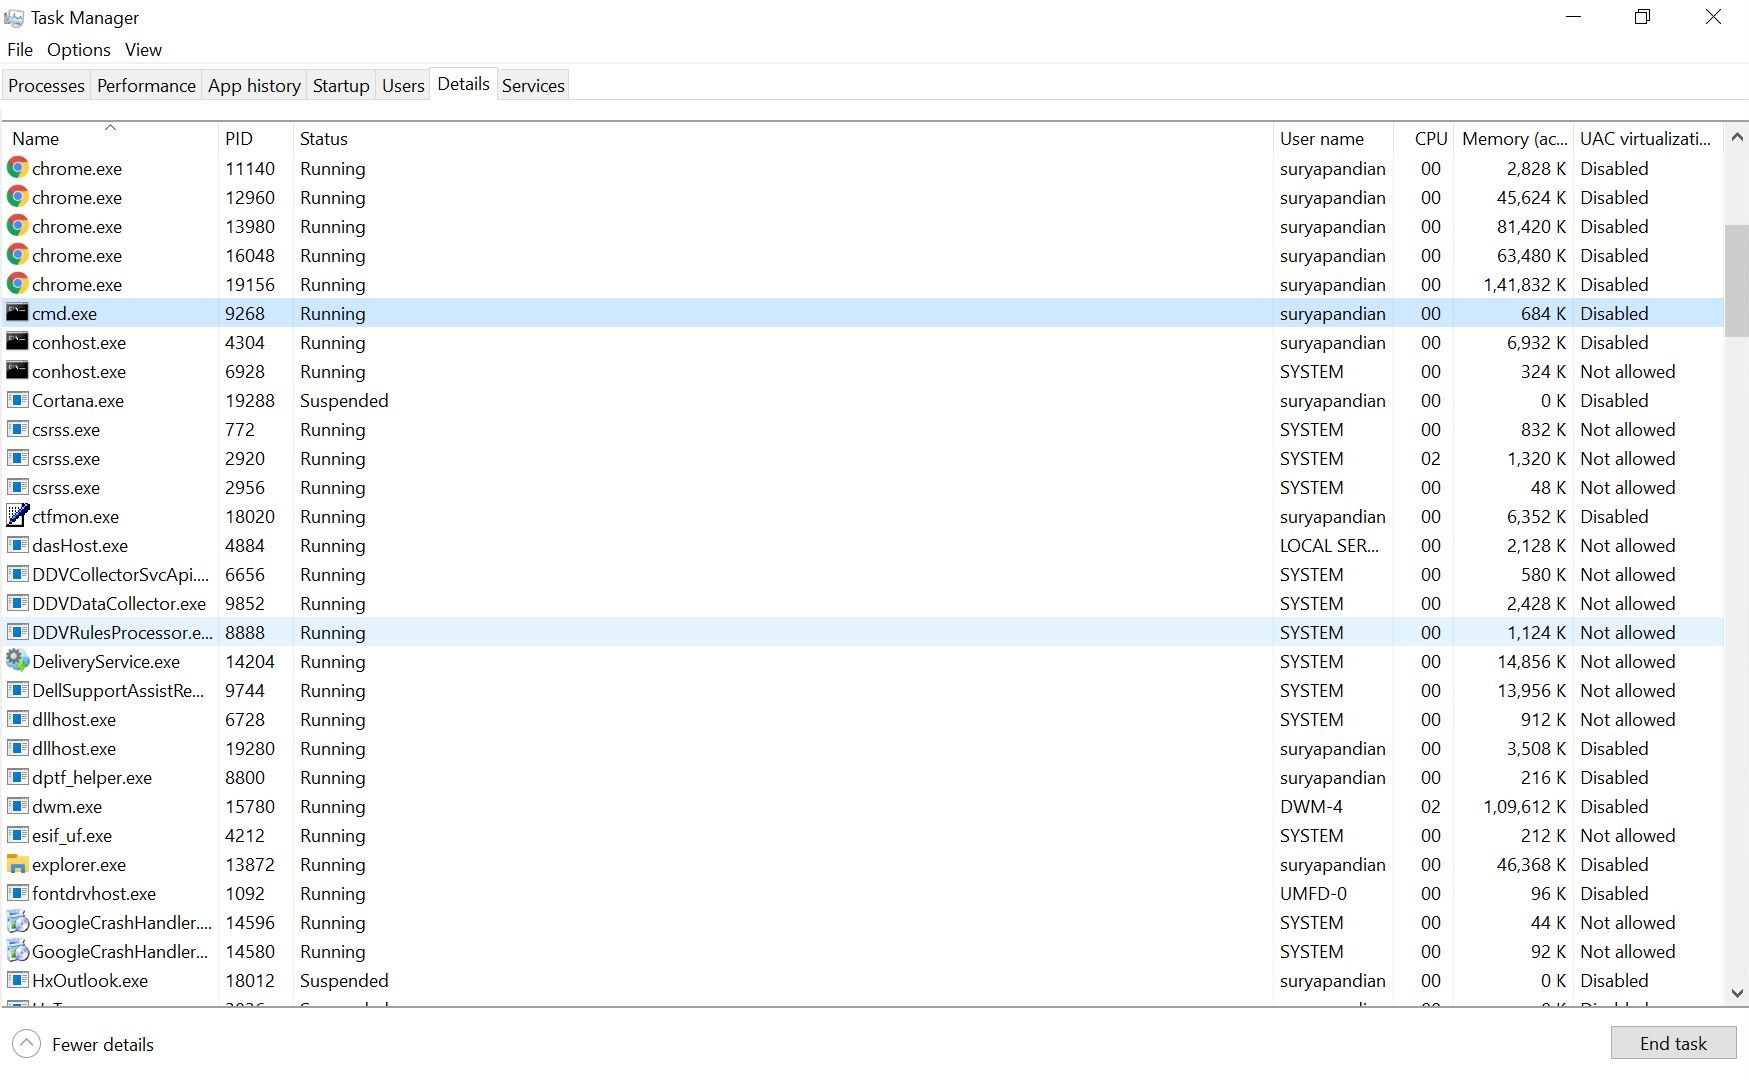 Task Manager
File Options View
Processes Performance App history Startup Users Details Services
Name PID Status User name CPU Memory (ac... UAC virtualizati...
chrome.exe 11140 Running suryapandian 00 2,828 K Disabled
chrome.exe 12960 Running suryapandian 00 45,624 K Disabled
chrome.exe 13980 Running suryapandian 00 81,420 K Disabled
chrome.exe 16048 Running suryapandian 00 63,480 K Disabled
chrome.exe 19156 Running suryapandian 00 1,41,832 K Disabled
cmd.exe 9268 Running suryapandian 00 684 K Disabled
conhost.exe 4304 Running suryapandian 00 6,932 K Disabled
conhost.exe 6928 Running SYSTEM 00 324 K Not allowed
Cortana.exe 19288 Suspended suryapandian 00 0 K Disabled
csrss.exe 772 Running SYSTEM 00 832 K Not allowed
csrss.exe 2920 Running SYSTEM 02 1,320 K Not allowed
csrss.exe 2956 Running SYSTEM 00 48 K Not allowed
ctfmon.exe 18020 Running suryapandian 00 6,352 K Disabled
dasHost.exe 4884 Running LOCAL SER... 00 2,128 K Not allowed
DDVCollectorSvcApi.... 6656 Running SYSTEM 00 580 K Not allowed
DDVDataCollector.exe 9852 Running SYSTEM 00 2,428 K Not allowed
DDVRulesProcessor.e... 8888 Running SYSTEM 00 1,124 K Not allowed
DeliveryService.exe 14204 Running SYSTEM 00 14,856 K Not allowed
DellSupportAssistRe... 9744 Running SYSTEM 00 13,956 K Not allowed
dllhost.exe 6728 Running SYSTEM 00 912 K Not allowed
dllhost.exe 19280 Running suryapandian 00 3,508 K Disabled
dptf_helper.exe 8800 Running suryapandian 00 216 K Disabled
dwm.exe 15780 Running DWM-4 02 1,09,612 K Disabled
esif_uf.exe 4212 Running SYSTEM 00 212 K Not allowed
explorer.exe 13872 Running suryapandian 00 46,368 K Disabled
fontdrvhost.exe 1092 Running UMFD-0 00 96 K Disabled
GoogleCrashHandler.... 14596 Running SYSTEM 00 44 K Not allowed
GoogleCrashHandler... 14580 Running SYSTEM 00 92 K Not allowed
HxOutlook.exe 18012 Suspended suryapandian 00 0 K Disabled
Fewer details End task